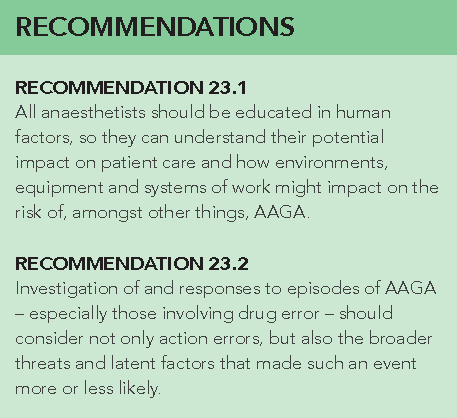 RECOMMENDATIONS
RECOMMENDATION 23.1
All anaesthetists should be educated in human
factors, so they can understand their potential
impact on patient care and how environments,
equipment and systems of work might impact on the
risk of, amongst other things, AAGA.
RECOMMENDATION 23.2
Investigation of and responses to episodes of AAGA
– especially those involving drug error – should
consider not only action errors, but also the broader
threats and latent factors that made such an event
more or less likely.